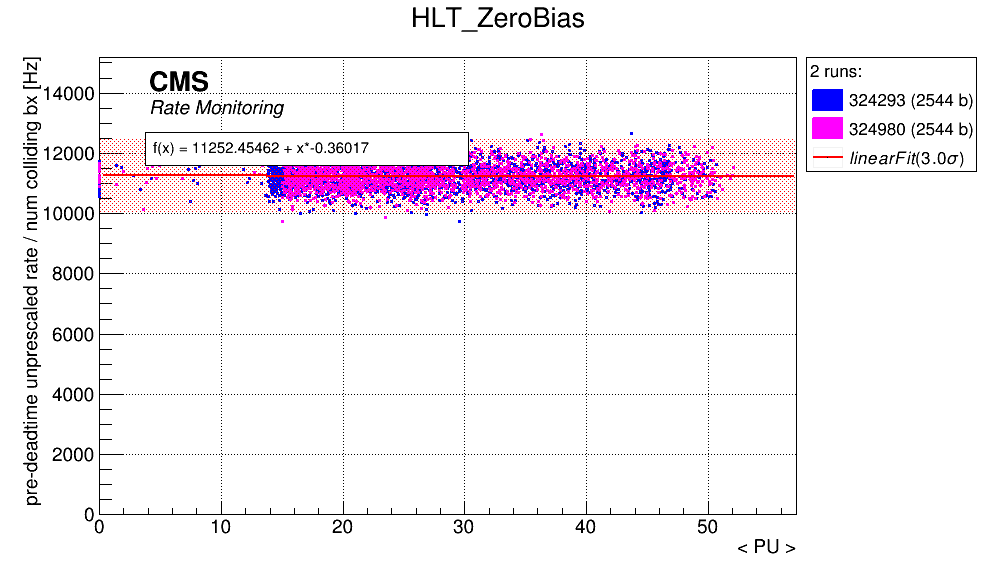 HLT_ZeroBias
pre-deadtime unprescaled rate / num colliding bx [Hz]
CMS
Rate Monitoring
f(x) = 11252.45462 + x*-0.36017
14000
12000
10000
8000
6000
4000
2000
0
0 10 20 30 40 50
< PU >
2 runs:
324293 (2544 b)
324980 (2544 b)
linearFit(3.0σ)